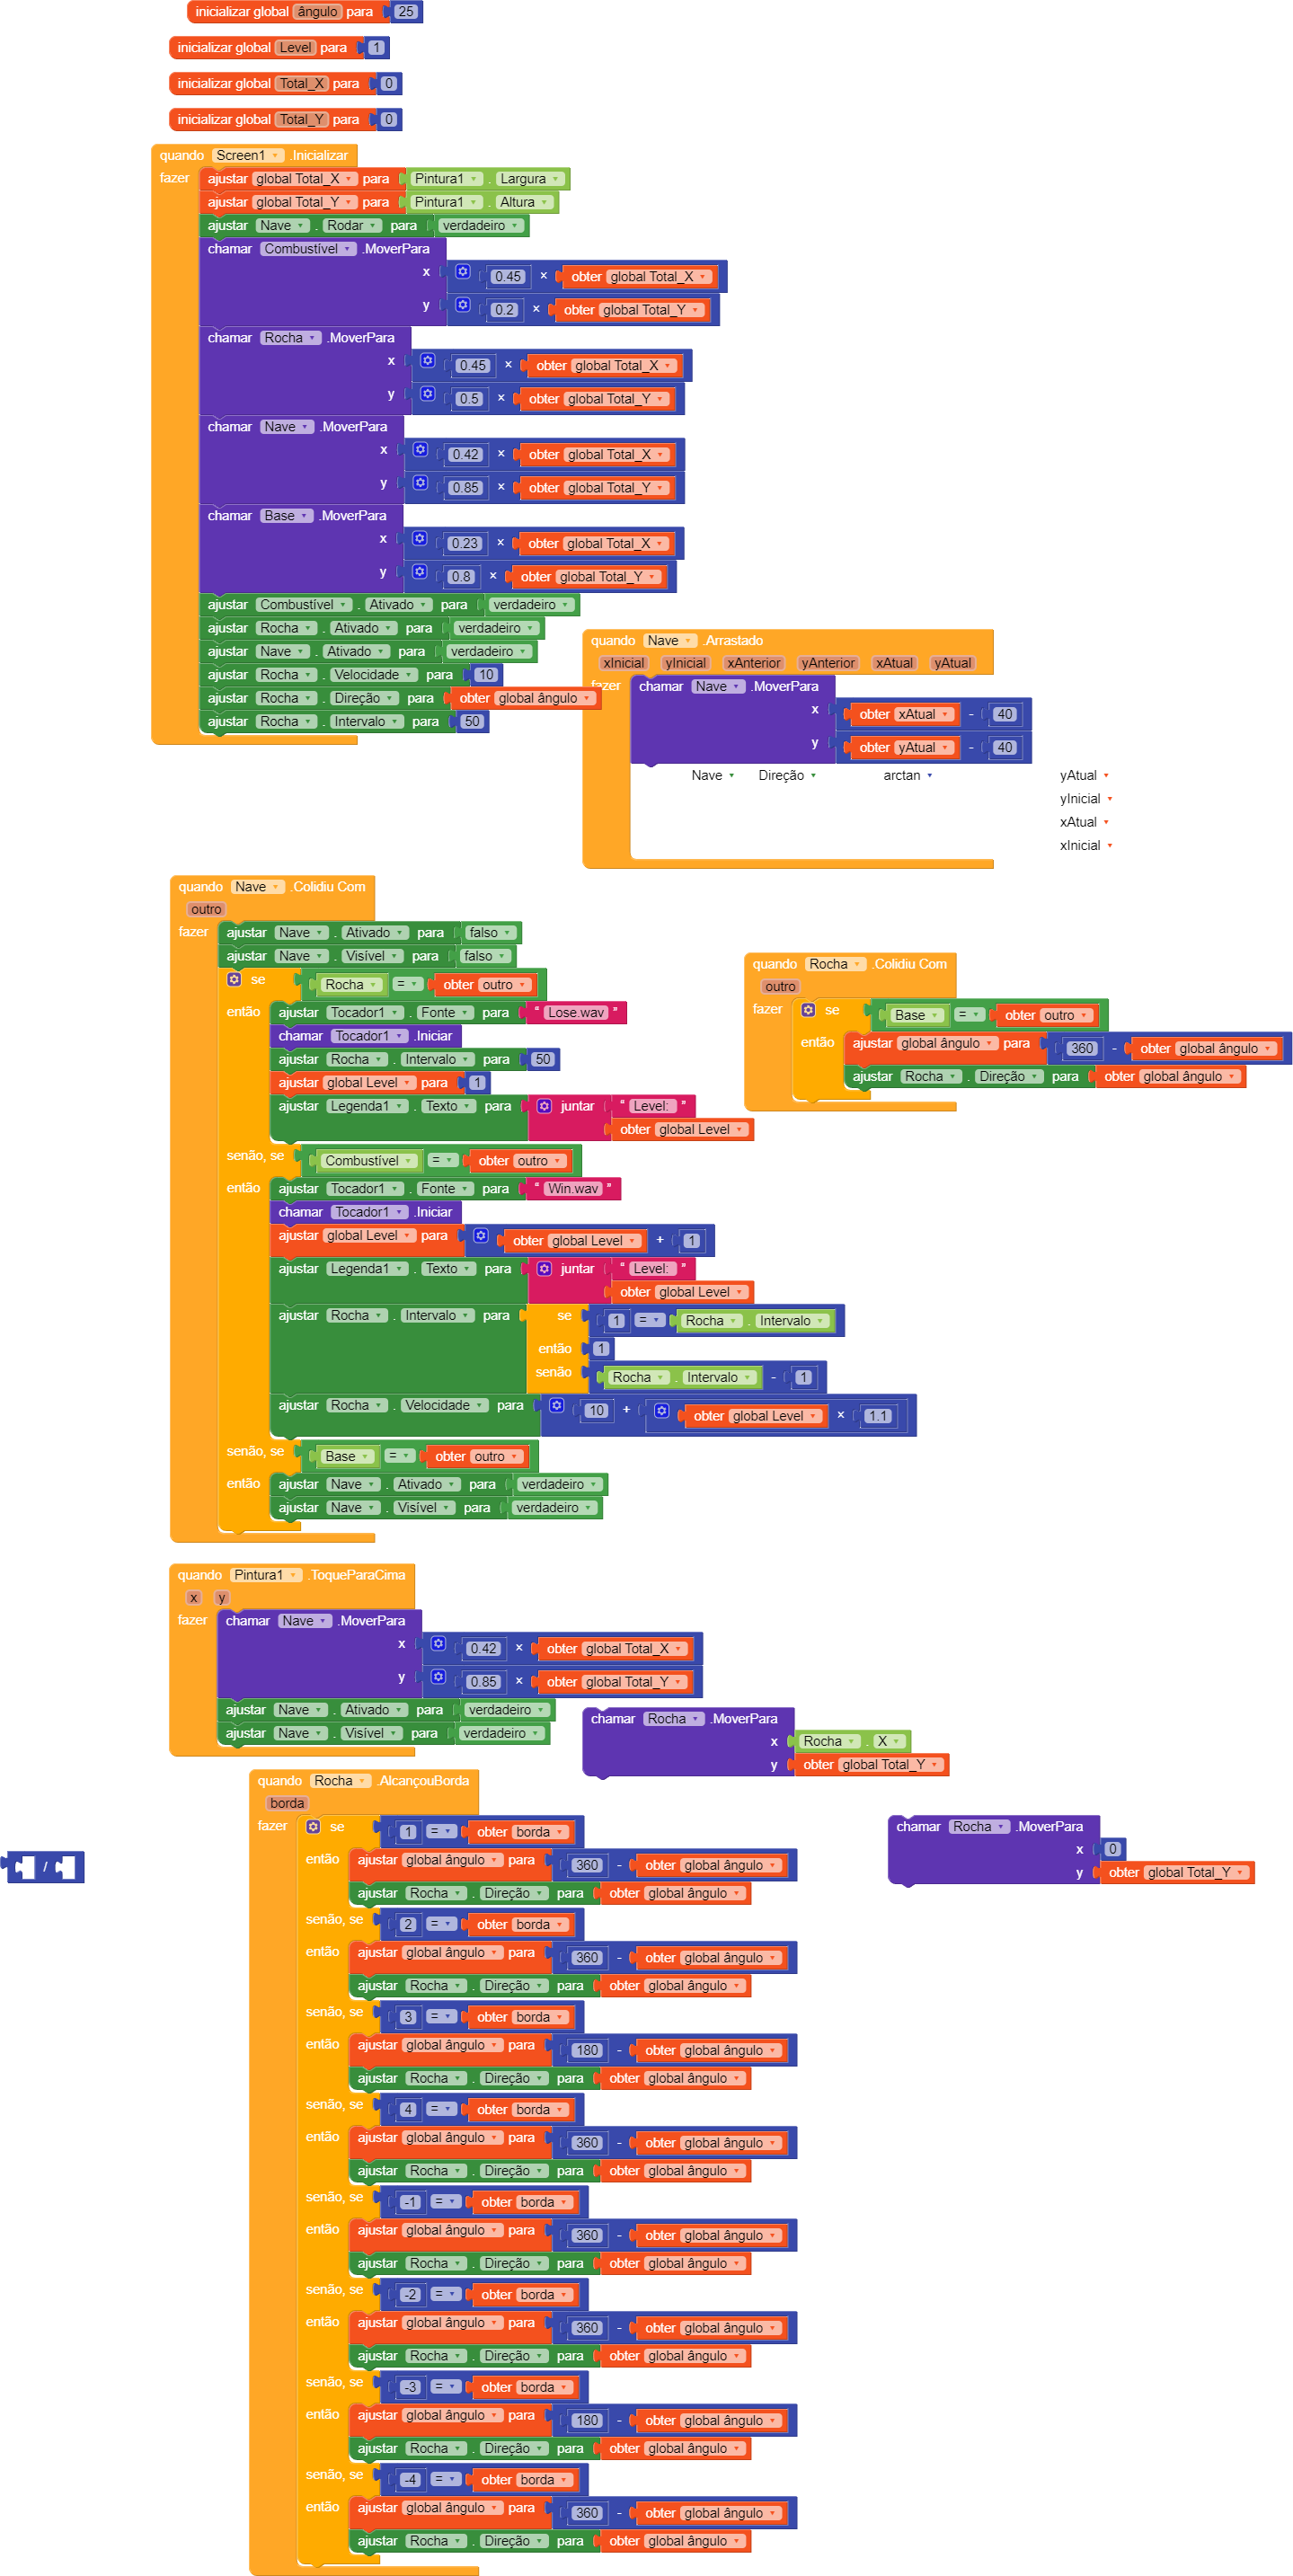 inicializar global ângulo para 25
inicializar global Level para 1
inicializar global Total_X para 0
inicializar global Total_Y para 0
quando Screen1 .Inicializar
fazer ajustar global Total_X para Pintura1 . Largura
ajustar global Total_Y para Pintura1 . Altura
ajustar Nave . Rodar para verdadeiro
chamar Combustível .MoverPara
x 0.45 × obter global Total_X
y 0.2 × obter global Total_Y
chamar Rocha .MoverPara
x 0.45 × obter global Total_X
y 0.5 × obter global Total_Y
chamar Nave .MoverPara
x 0.42 × obter global Total_X
y 0.85 × obter global Total_Y
chamar Base .MoverPara
x 0.23 × obter global Total_X
y 0.8 × obter global Total_Y
ajustar Combustível . Ativado para verdadeiro
ajustar Rocha . Ativado para verdadeiro
ajustar Nave . Ativado para verdadeiro
ajustar Rocha . Velocidade para 10
ajustar Rocha . Direção para obter global ângulo
ajustar Rocha . Intervalo para 50
quando Nave .Arrastado
xInicial yInicial xAnterior yAnterior xAtual yAtual
fazer chamar Nave .MoverPara
x obter xAtual - 40
y obter yAtual - 40
Nave Direção arctan yAtual
yInicial
xAtual
xInicial
quando Nave .Colidiu Com
outro
fazer ajustar Nave . Ativado para falso
ajustar Nave . Visível para falso
se Rocha = obter outro
então ajustar Tocador1 . Fonte para “ Lose.wav ”
chamar Tocador1 .Iniciar
ajustar Rocha . Intervalo para 50
ajustar global Level para 1
ajustar Legenda1 . Texto para juntar “ Level: ”
obter global Level
senão, se Combustível = obter outro
então ajustar Tocador1 . Fonte para “ Win.wav ”
chamar Tocador1 .Iniciar
ajustar global Level para obter global Level + 1
ajustar Legenda1 . Texto para juntar “ Level: ”
obter global Level
ajustar Rocha . Intervalo para se 1 = Rocha . Intervalo
então 1
senão Rocha . Intervalo - 1
ajustar Rocha . Velocidade para 10 + obter global Level × 1.1
senão, se Base = obter outro
então ajustar Nave . Ativado para verdadeiro
ajustar Nave . Visível para verdadeiro
quando Rocha .Colidiu Com
outro
fazer se Base = obter outro
então ajustar global ângulo para 360 - obter global ângulo
ajustar Rocha . Direção para obter global ângulo
quando Pintura1 .ToqueParaCima
x y
fazer chamar Nave .MoverPara
x 0.42 × obter global Total_X
y 0.85 × obter global Total_Y
ajustar Nave . Ativado para verdadeiro
ajustar Nave . Visível para verdadeiro
chamar Rocha .MoverPara
x Rocha . X
y obter global Total_Y
quando Rocha .AlcançouBorda
borda
fazer se 1 = obter borda
então ajustar global ângulo para 360 - obter global ângulo
ajustar Rocha . Direção para obter global ângulo
senão, se 2 = obter borda
então ajustar global ângulo para 360 - obter global ângulo
ajustar Rocha . Direção para obter global ângulo
senão, se 3 = obter borda
então ajustar global ângulo para 180 - obter global ângulo
ajustar Rocha . Direção para obter global ângulo
senão, se 4 = obter borda
então ajustar global ângulo para 360 - obter global ângulo
ajustar Rocha . Direção para obter global ângulo
senão, se -1 = obter borda
então ajustar global ângulo para 360 - obter global ângulo
ajustar Rocha . Direção para obter global ângulo
senão, se -2 = obter borda
então ajustar global ângulo para 360 - obter global ângulo
ajustar Rocha . Direção para obter global ângulo
senão, se -3 = obter borda
então ajustar global ângulo para 180 - obter global ângulo
ajustar Rocha . Direção para obter global ângulo
senão, se -4 = obter borda
então ajustar global ângulo para 360 - obter global ângulo
ajustar Rocha . Direção para obter global ângulo
chamar Rocha .MoverPara
x 0
y obter global Total_Y
/